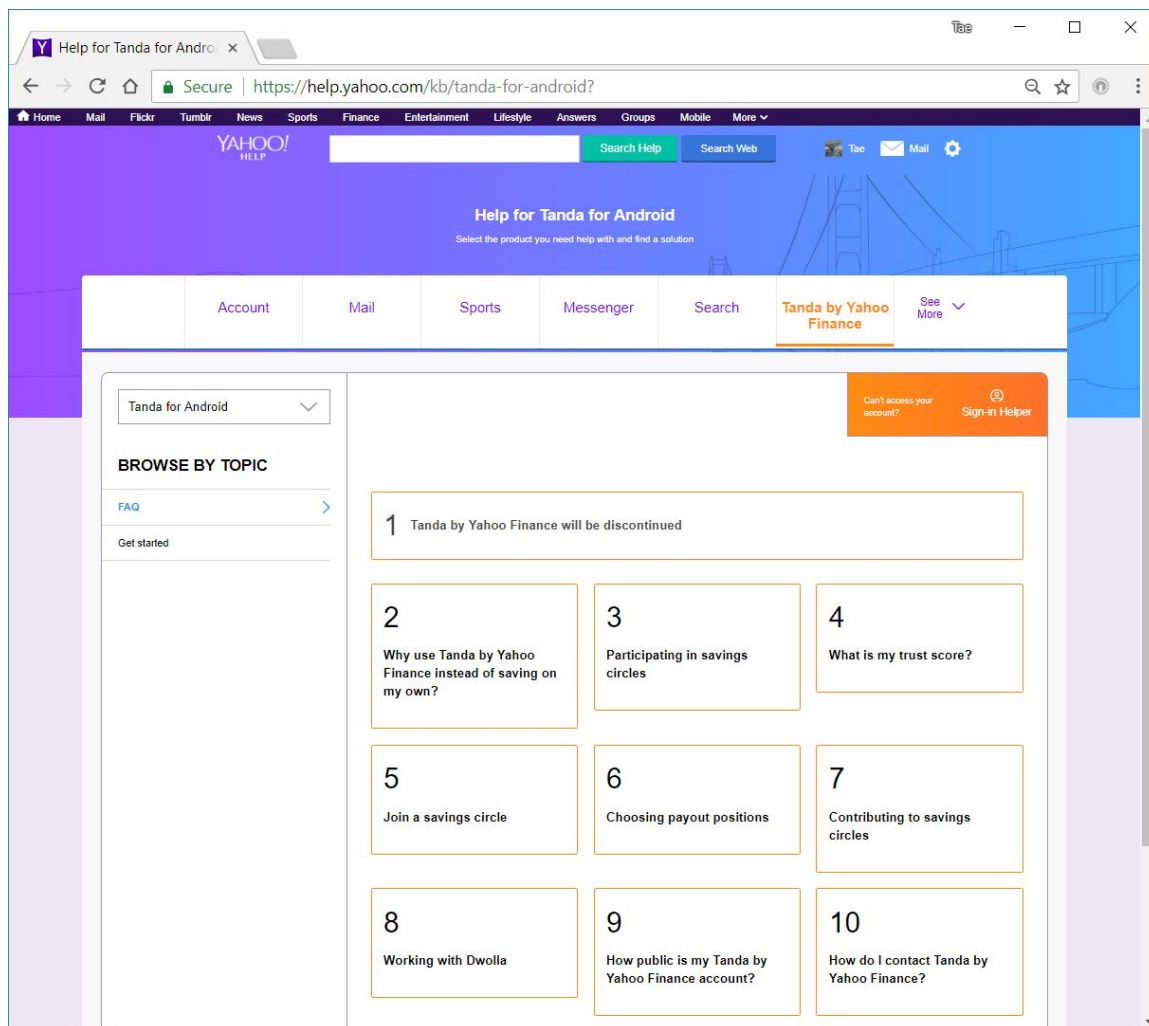 Tae
Help for Tanda for Androi
Secure https://help.yahoo.com/kb/tanda-for-android?
Home Mail Flickr Tumblr News Sports Finance Entertainment Lifestyle Answers Groups Mobile More
YAHOO!
HELP
Search Help Search Web Tae Mail
Help for Tanda for Android
Select the product you need help with and find a solution
Account Mail Sports Messenger Search Tanda by Yahoo
Finance
See
More
Tanda for Android
Can't access your
account?
Sign-in Helper
BROWSE BY TOPIC
FAQ
Get started
1 Tanda by Yahoo Finance will be discontinued
2
Why use Tanda by Yahoo
Finance instead of saving on
my own?
3
Participating in savings
circles
4
What is my trust score?
5
Join a savings circle
6
Choosing payout positions
7
Contributing to savings
circles
8
Working with Dwolla
9
How public is my Tanda by
Yahoo Finance account?
10
How do I contact Tanda by
Yahoo Finance?